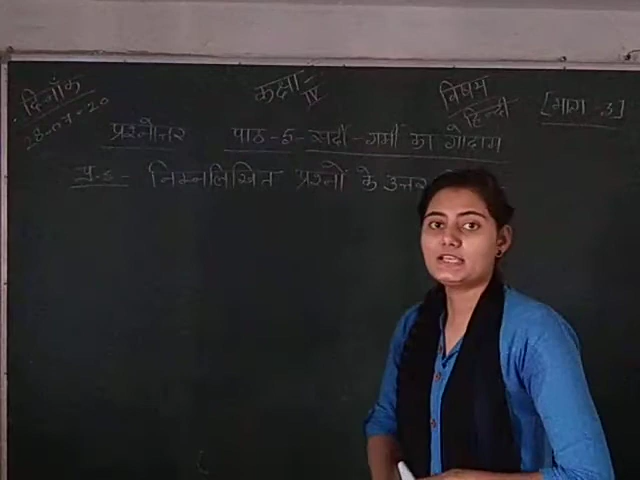 दिनाँक कक्षा- विषय [भाग -3]
28-07-20 IV हिन्दी
प्रश्नोत्तर पाठ-5- सर्दी-गर्मी का गोदाम
प्र.5- निम्नलिखित प्रश्नों के उत्तर